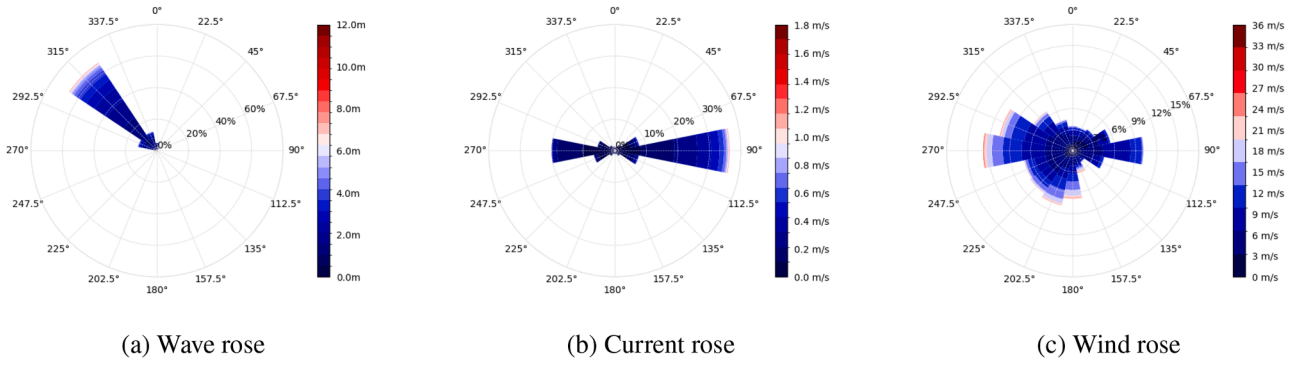 0°
22.5°
45°
67.5°
90°
112.5°
135°
157.5°
180°
202.5°
225°
247.5°
270°
292.5°
315°
337.5°
0%
20%
40%
60%
12.0m
10.0m
8.0m
6.0m
4.0m
2.0m
0.0m
(a) Wave rose
0°
22.5°
45°
67.5°
90°
112.5°
135°
157.5°
180°
202.5°
225°
247.5°
270°
292.5°
315°
337.5°
0%
10%
20%
30%
1.8 m/s
1.6 m/s
1.4 m/s
1.2 m/s
1.0 m/s
0.8 m/s
0.6 m/s
0.4 m/s
0.2 m/s
0.0 m/s
(b) Current rose
0°
22.5°
45°
67.5°
90°
112.5°
135°
157.5°
180°
202.5°
225°
247.5°
270°
292.5°
315°
337.5°
6%
9%
12%
15%
36 m/s
33 m/s
30 m/s
27 m/s
24 m/s
21 m/s
18 m/s
15 m/s
12 m/s
9 m/s
6 m/s
3 m/s
0 m/s
(c) Wind rose